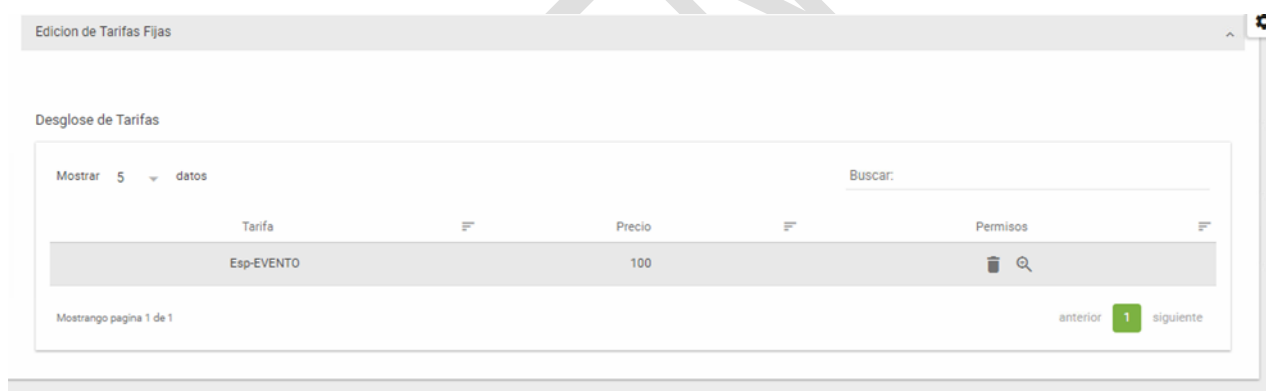 Edicion de Tarifas Fijas
Desglose de Tarifas
Mostrar 5 datos Buscar:
Tarifa Precio Permisos
Esp-EVENTO 100
Mostrango pagina 1 de 1 anterior 1 siguiente